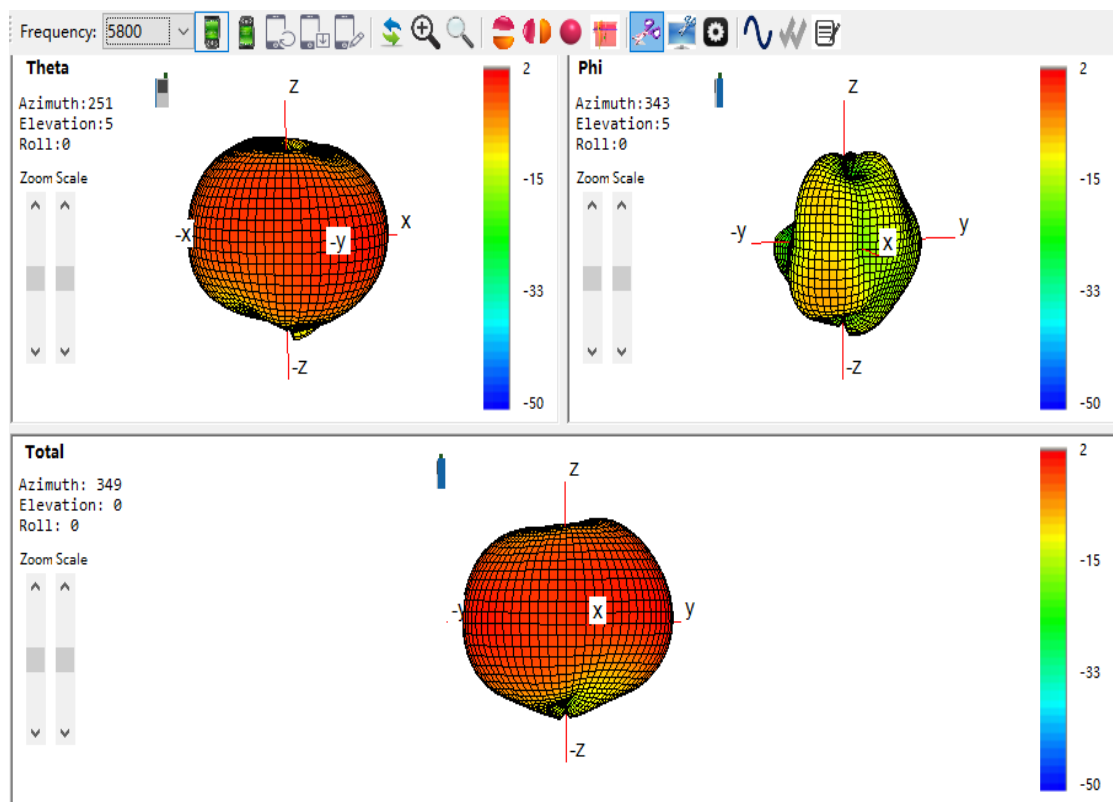 Frequency: 5800
Theta
Azimuth:251
Elevation:5
Roll:0
Zoom Scale
z
-x
-y
x
-z
2
-15
-33
-50
Phi
Azimuth:343
Elevation:5
Roll:0
Zoom Scale
z
-y
x
y
-z
2
-15
-33
-50
Total
Azimuth: 349
Elevation: 0
Roll: 0
Zoom Scale
z
-y
x
y
-z
2
-15
-33
-50